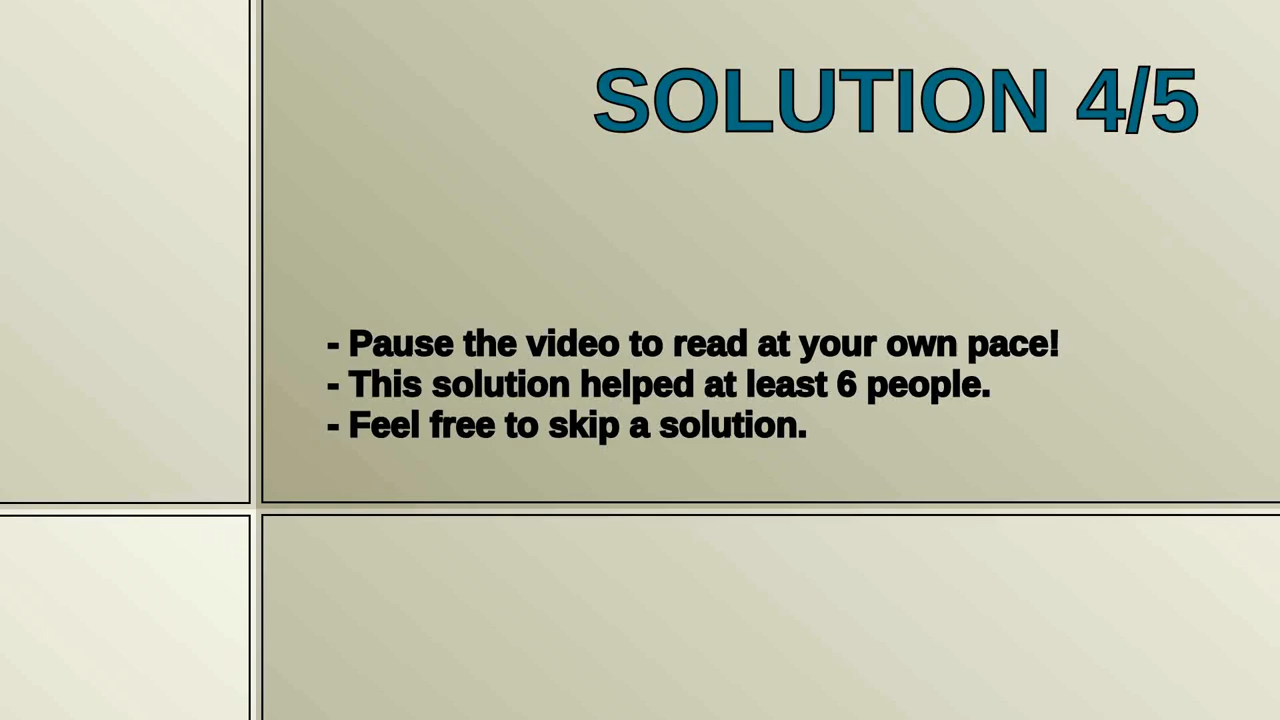 SOLUTION 4/5
- Pause the video to read at your own pace!
- This solution helped at least 6 people.
- Feel free to skip a solution.